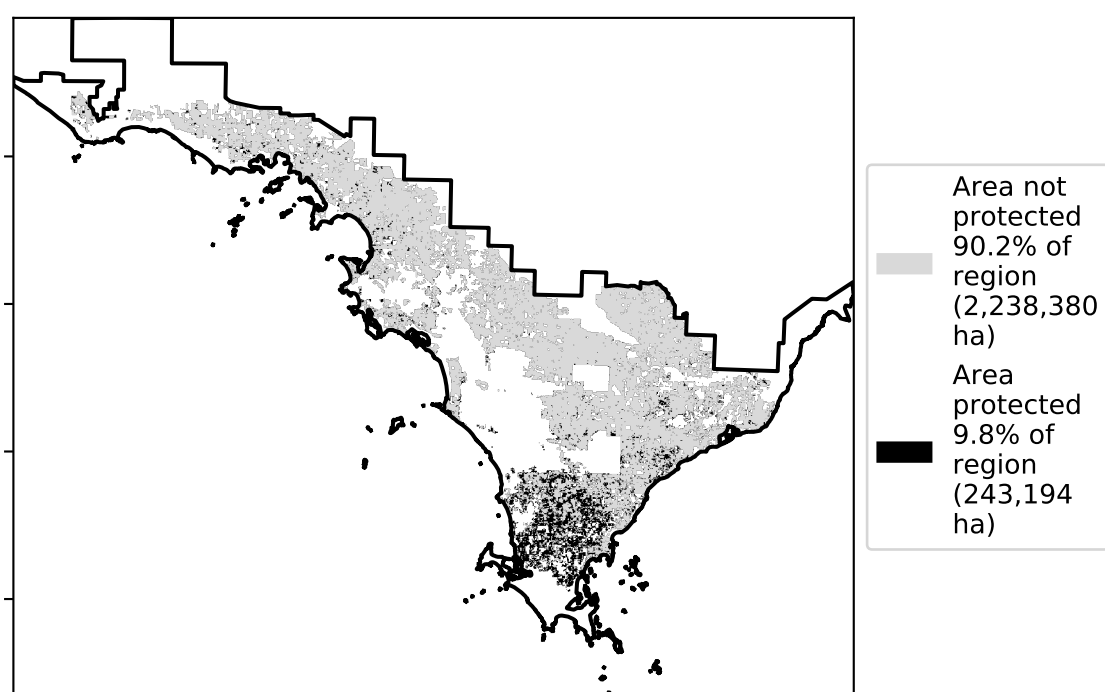 Area not
protected
90.2% of
region
(2,238,380
ha)
Area
protected
9.8% of
region
(243,194
ha)